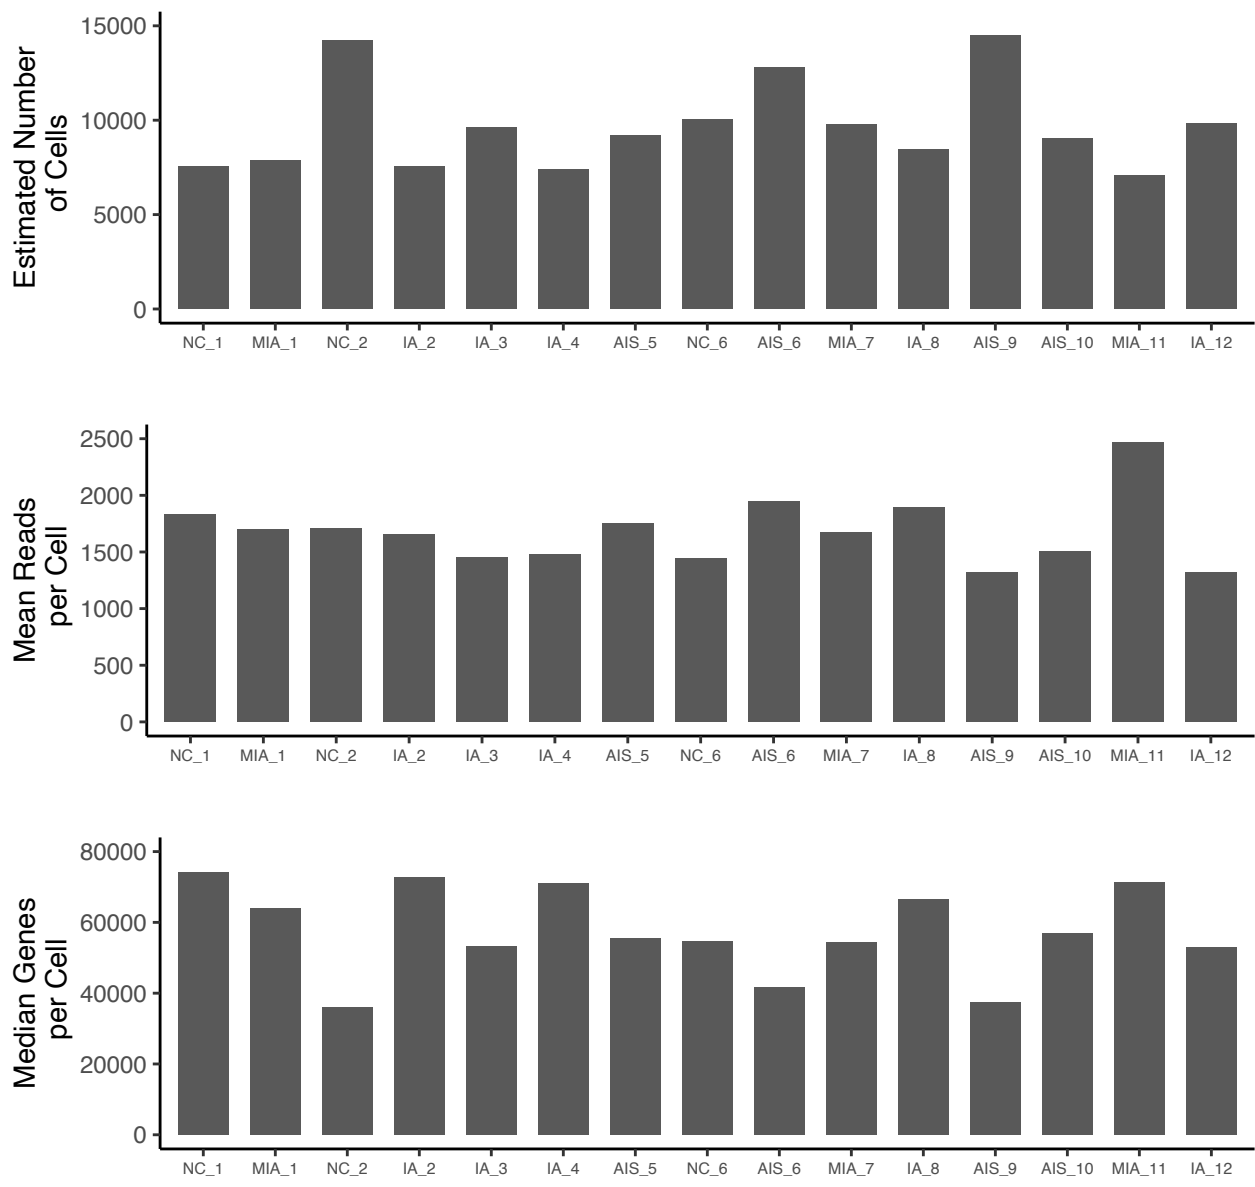 Estimated Number
of Cells
15000
10000
5000
0
NC_1 MIA_1 NC_2 IA_2 IA_3 IA_4 AIS_5 NC_6 AIS_6 MIA_7 IA_8 AIS_9 AIS_10 MIA_11 IA_12
Mean Reads
per Cell
2500
2000
1500
1000
500
0
NC_1 MIA_1 NC_2 IA_2 IA_3 IA_4 AIS_5 NC_6 AIS_6 MIA_7 IA_8 AIS_9 AIS_10 MIA_11 IA_12
Median Genes
per Cell
80000
60000
40000
20000
0
NC_1 MIA_1 NC_2 IA_2 IA_3 IA_4 AIS_5 NC_6 AIS_6 MIA_7 IA_8 AIS_9 AIS_10 MIA_11 IA_12